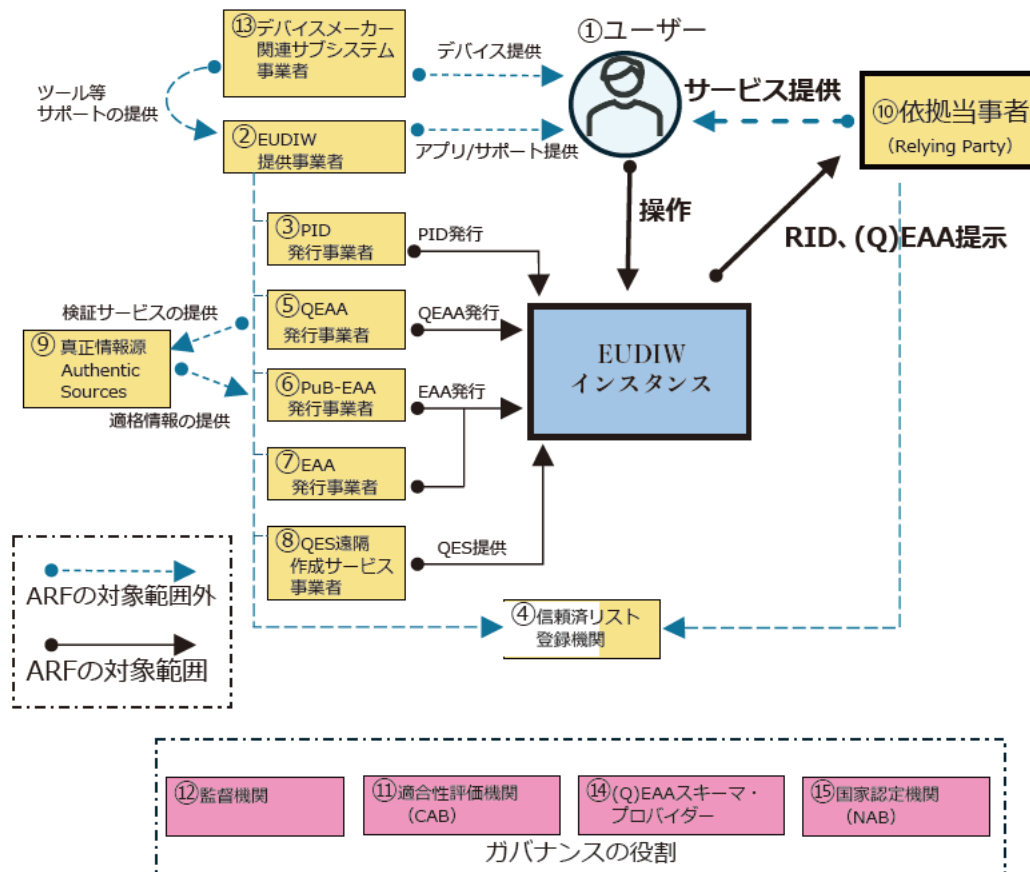 ⑬デバイスメーカー
関連サブシステム
事業者
デバイス提供
①ユーザー
ツール等
サポートの提供
サービス提供
⑩依拠当事者
（Relying Party）
②EUDIW
提供事業者
アプリ/サポート提供
操作
RID、(Q)EAA提示
③PID
発行事業者
PID発行
検証サービスの提供
⑤QEAA
発行事業者
QEAA発行
⑨真正情報源
Authentic
Sources
適格情報の提供
⑥PuB-EAA
発行事業者
EAA発行
EUDIW
インスタンス
⑦EAA
発行事業者
⑧QES遠隔
作成サービス
事業者
QES提供
ARFの対象範囲外
ARFの対象範囲
④信頼済リスト
登録機関
⑫監督機関
⑪適合性評価機関
（CAB）
⑭(Q)EAAスキーマ・
プロバイダー
⑮国家認定機関
（NAB）
ガバナンスの役割